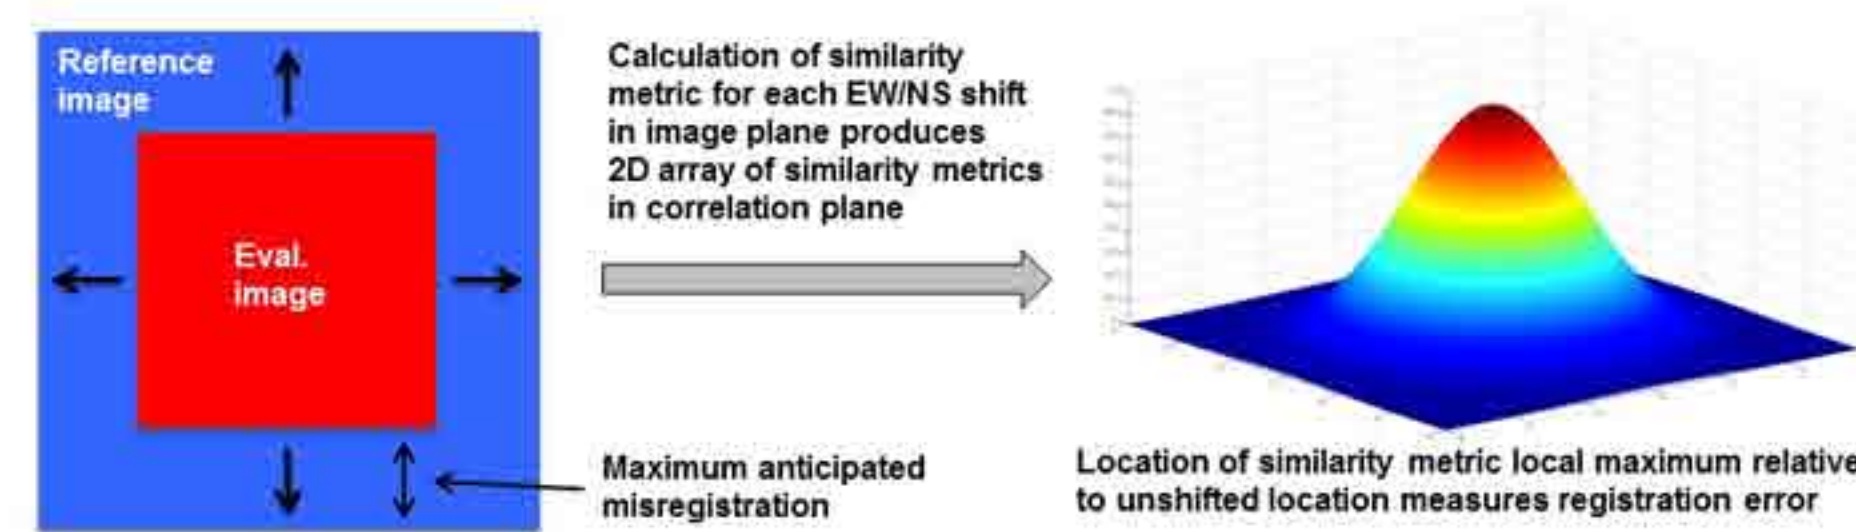 Reference
image
Eval.
image
Calculation of similarity
metric for each EW/NS shift
in image plane produces
2D array of similarity metrics
in correlation plane
Maximum anticipated
misregistration
Location of similarity metric local maximum relative
to unshifted location measures registration error